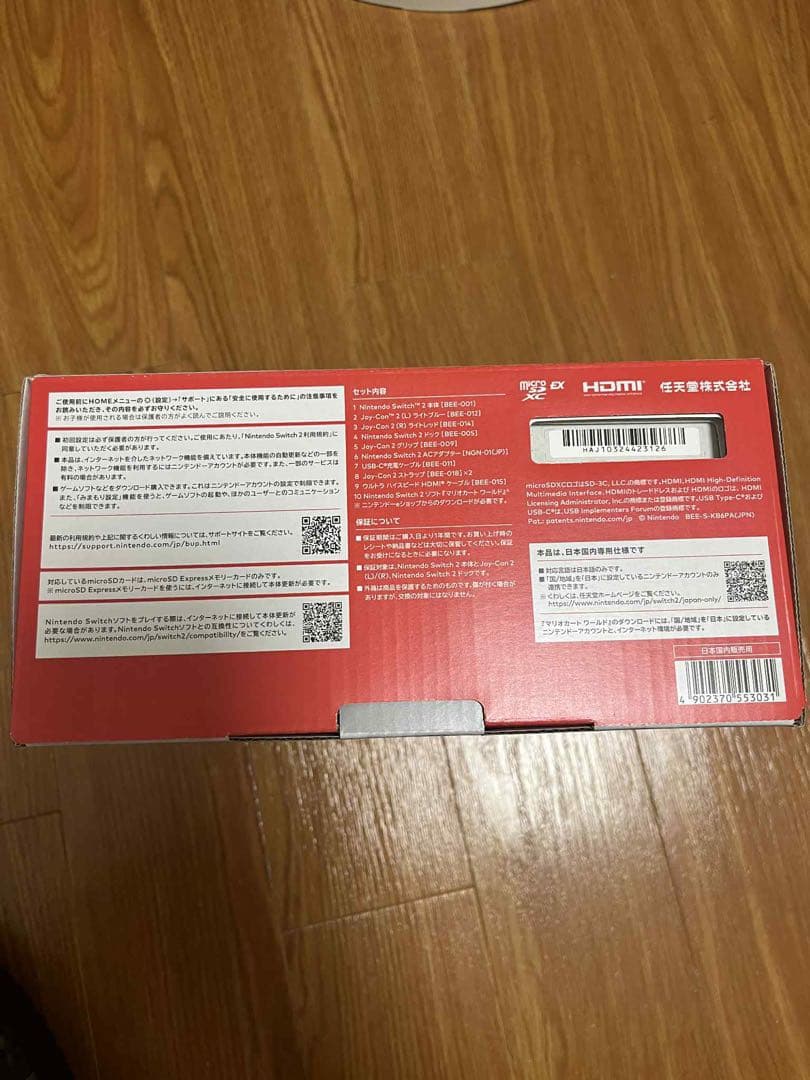 ご使用前にHOMEメニューの (設定)→「サポート」にある「安全に使用するために」の注意事項を
お読みいただき、その内容を必ずお守りください。
※お子様が使用される場合は保護者の方がよく読んでご説明ください。
■ 初回設定は必ず保護者の方が行ってください。ご使用にあたり、「Nintendo Switch 2 利用規約」に
同意していただく必要があります。
■ 本品は、インターネットを介したネットワーク機能を備えています。本体機能の自動更新などの一部を
除き、ネットワーク機能を利用するにはニンテンドーアカウントが必要です。また、一部のサービスは
有料の場合があります。
■ ゲームソフトなどをダウンロード購入できます。これはニンテンドーアカウントの設定で制限できます。
また、「みまもり設定」機能を使うと、ゲームソフトの起動や、ほかのユーザーとのコミュニケーション
などを制限できます。
最新の利用規約や上記に関するくわしい情報については、サポートサイトをご覧ください。
https://support.nintendo.com/jp/bup.html
対応しているmicroSDカードは、microSD Expressメモリーカードのみです。
※ microSD Expressメモリーカードを使うには、インターネットに接続して本体更新が必要です。
Nintendo Switchソフトをプレイする際は、インターネットに接続して本体更新が
必要な場合があります。Nintendo Switchソフトとの互換性についてくわしくは、
https://www.nintendo.com/jp/switch2/compatibility/をご覧ください。
セット内容
1 Nintendo Switch™ 2 本体 [BEE-001]
2 Joy-Con™ 2 (L) ライトブルー [BEE-012]
3 Joy-Con 2 (R) ライトレッド [BEE-014]
4 Nintendo Switch 2 ドック [BEE-005]
5 Joy-Con 2 グリップ [BEE-009]
6 Nintendo Switch 2 ACアダプター [NGN-01(JP)]
7 USB-C®充電ケーブル [BEE-011]
8 Joy-Con 2 ストラップ [BEE-018]×2
9 ウルトラ ハイスピード HDMI®ケーブル [BEE-015]
10 Nintendo Switch 2 ソフト『マリオカート ワールド』※
※ ニンテンドーeショップからのダウンロードが必要です。
保証について
■ 保証期間はご購入日より1年間です。お買い上げ時の
レシートや納品書などは大切に保管してください。保証
をお受けになるときに必要になります。
■ 保証対象は、Nintendo Switch 2 本体とJoy-Con 2
(L)/(R)、Nintendo Switch 2 ドックです。
■ 外箱は商品を保護するためのものです。傷が付く場合が
ありますが、交換の対象にはなりません。
micro
SD
XC
EX
HDMI
任天堂株式会社
HAJ10324423126
microSDXCロゴはSD-3C, LLC.の商標です。HDMI、HDMI High-Definition
Multimedia Interface、HDMIのトレードドレスおよび HDMIのロゴは、HDMI
Licensing Administrator, Inc.の商標または登録商標です。USB Type-C®および
USB-C®は、USB Implementers Forumの登録商標です。
Pat.: patents.nintendo.com/jp © Nintendo BEE-S-KB6PA(JPN)
本品は、日本国内専用仕様です
■ 対応言語は日本語のみです。
■ 「国/地域」を「日本」に設定しているニンテンドーアカウントのみ
連携できます。
※ くわしくは、任天堂ホームページをご覧ください。
https://www.nintendo.com/jp/switch2/japan-only/
『マリオカート ワールド』のダウンロードには、「国/地域」を「日本」に設定している
ニンテンドーアカウントと、インターネット環境が必要です。
日本国内販売用
4 902370 553031